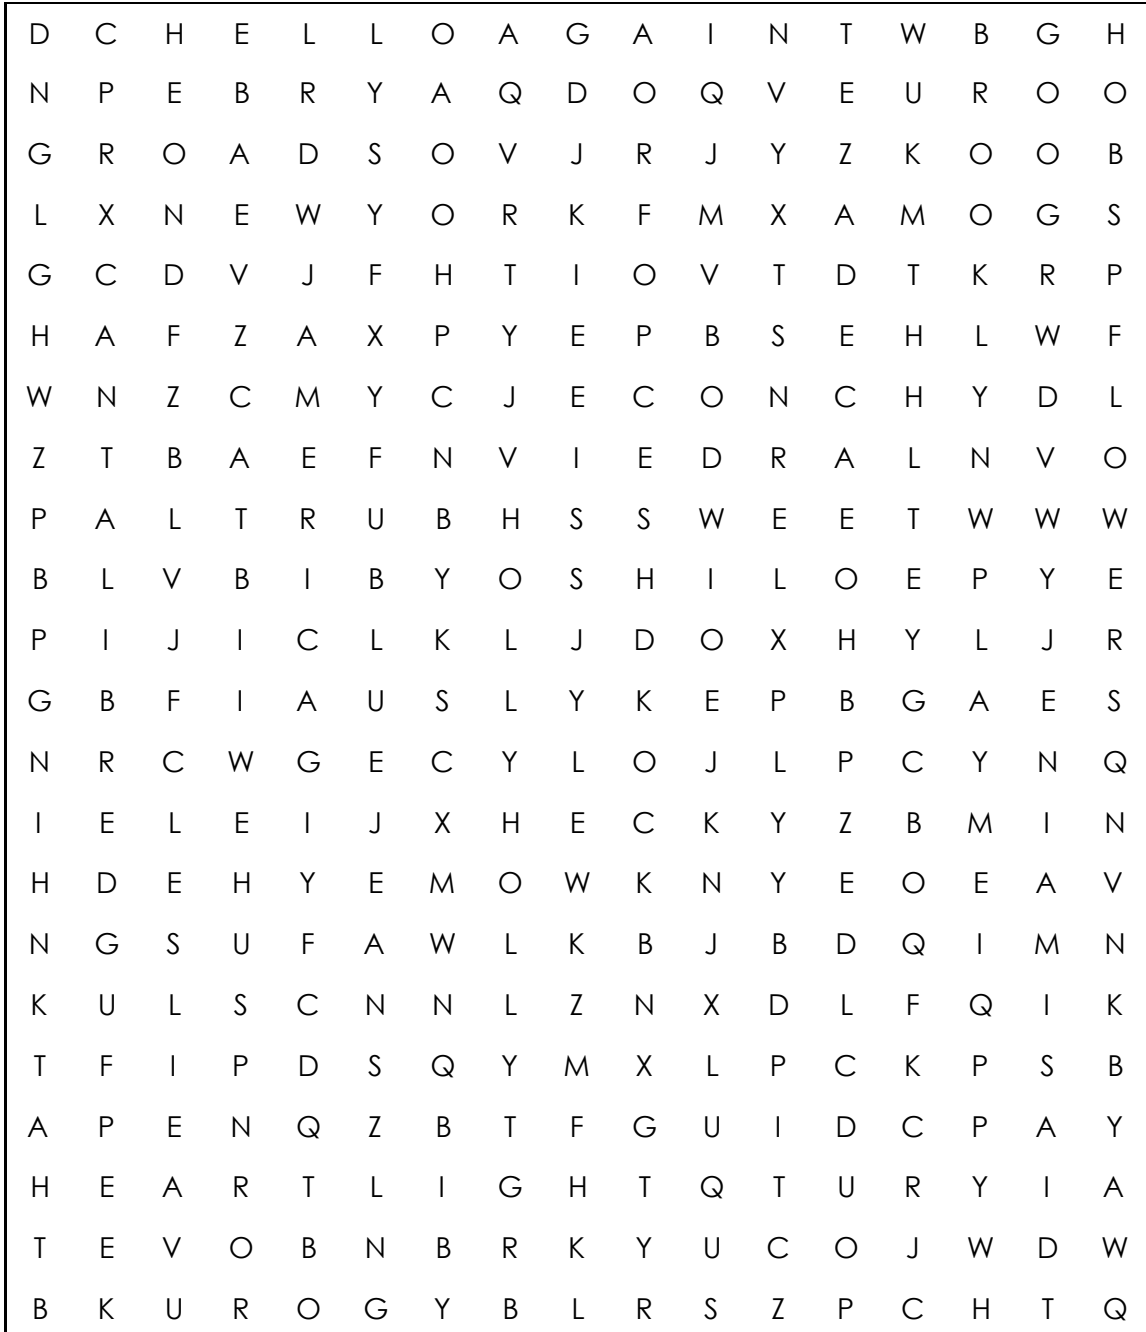 D C H E L L O A G A I N T W B G H
N P E B R Y A Q D O Q V E U R O O
G R O A D S O V J R J Y Z K O O B
L X N E W Y O R K F M X A M O G S
G C D V J F H T I O V T D T K R P
H A F Z A X P Y E P B S E H L W F
W N Z C M Y C J E C O N C H Y D L
Z T B A E F N V I E D R A L N V O
P A L T R U B H S S W E E T W W W
B L V B I B Y O S H I L O E P Y E
P I J I C L K L J D O X H Y L J R
G B F I A U S L Y K E P B G A E S
N R C W G E C Y L O J L P C Y N Q
I E L E I J X H E C K Y Z B M I N
H D E H Y E M O W K N Y E O E A V
N G S U F A W L K B J B D Q I M N
K U L S C N N L Z N X D L F Q I K
T F I P D S Q Y M X L P C K P S B
A P E N Q Z B T F G U I D C P A Y
H E A R T L I G H T Q T U R Y I A
T E V O B N B R K Y U C O J W D W
B K U R O G Y B L R S Z P C H T Q